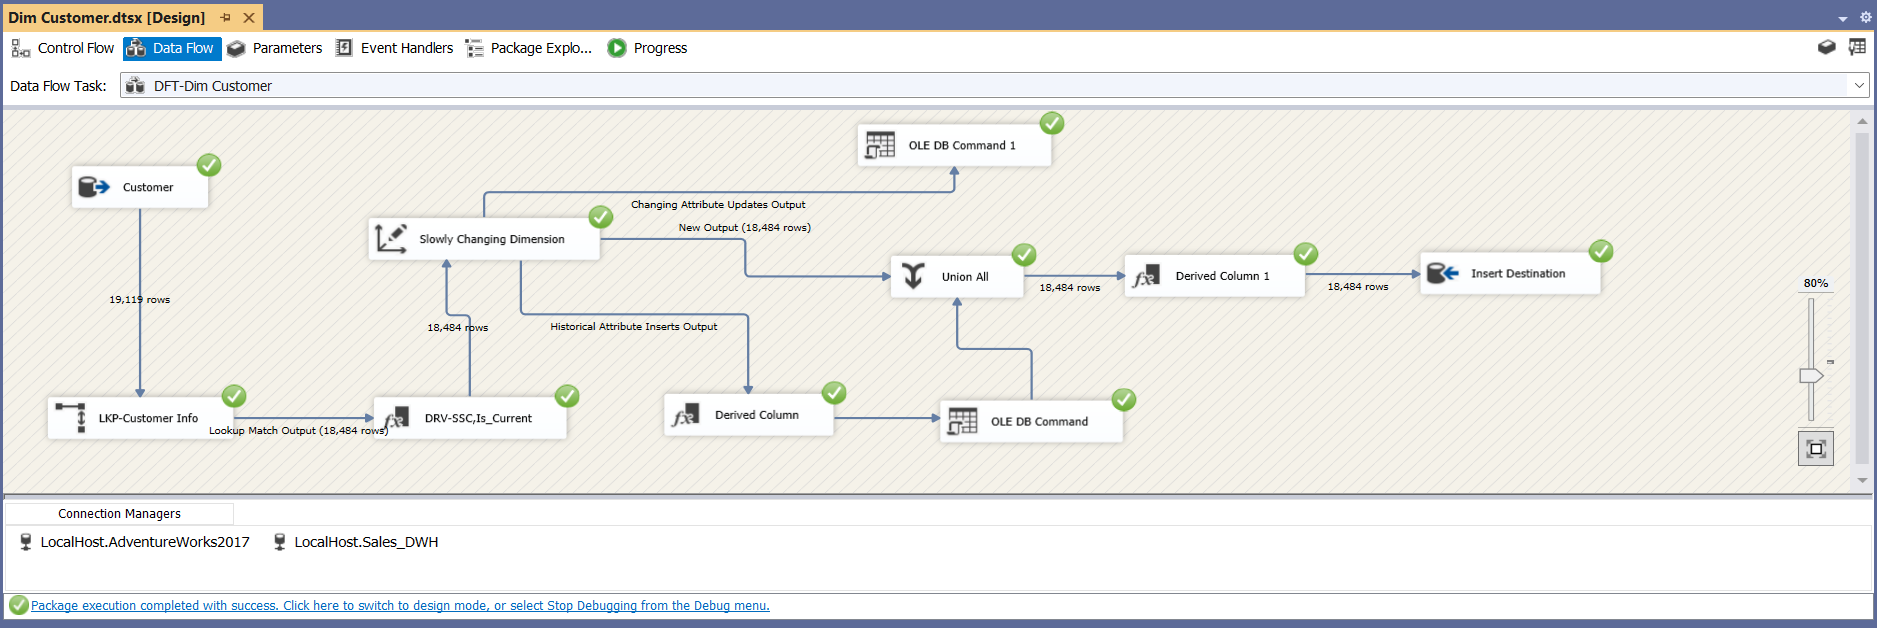 Dim Customer.dtsx [Design]
Control Flow
Data Flow
Parameters
Event Handlers
Package Explo...
Progress
Data Flow Task:
DFT-Dim Customer
OLE DB Command 1
Customer
Changing Attribute Updates Output
New Output (18,484 rows)
Slowly Changing Dimension
Union All
Derived Column 1
Insert Destination
18,484 rows
18,484 rows
80%
19,119 rows
18,484 rows
Historical Attribute Inserts Output
LKP-Customer Info
Lookup Match Output (18,484 rows)
DRV-SSC,Is_Current
Derived Column
OLE DB Command
Connection Managers
LocalHost.AdventureWorks2017
LocalHost.Sales_DWH
Package execution completed with success. Click here to switch to design mode, or select Stop Debugging from the Debug menu.